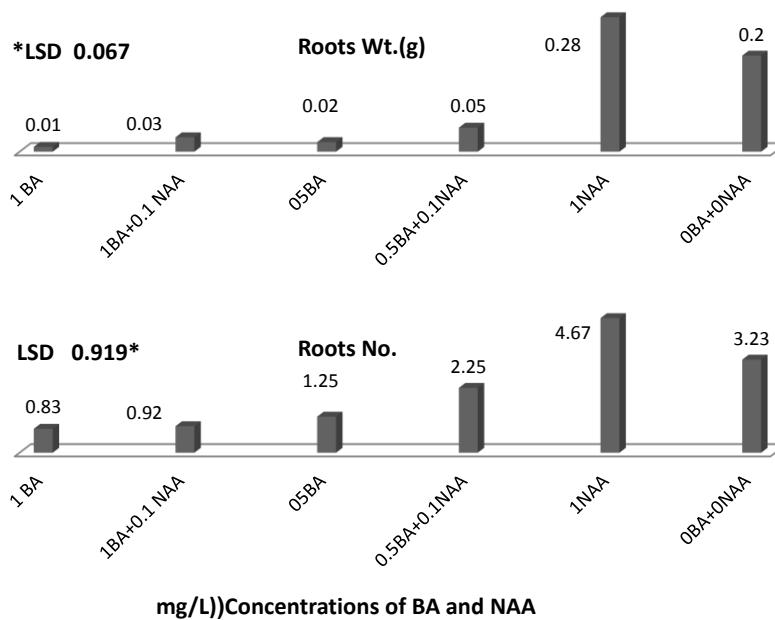 *LSD 0.067
Roots Wt.(g)
0.01
0.03
0.02
0.05
0.28
0.2
1 BA
1BA+0.1 NAA
05BA
0.5BA+0.1NAA
1NAA
0BA+0NAA
LSD 0.919*
Roots No.
0.83
0.92
1.25
2.25
4.67
3.23
1 BA
1BA+0.1 NAA
05BA
0.5BA+0.1NAA
1NAA
0BA+0NAA
mg/L))Concentrations of BA and NAA